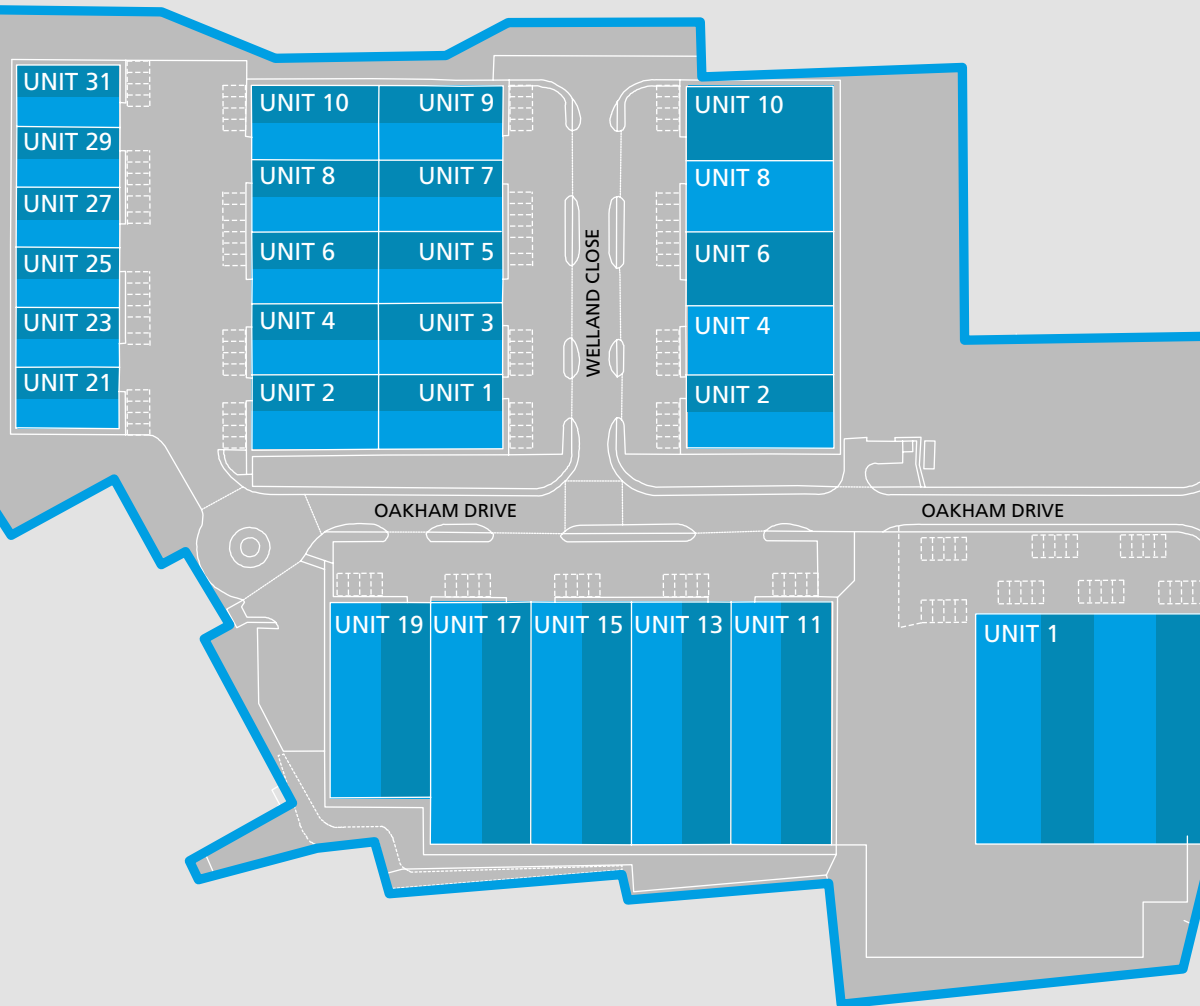 UNIT 31
UNIT 29
UNIT 27
UNIT 25
UNIT 23
UNIT 21
UNIT 10
UNIT 9
UNIT 8
UNIT 7
UNIT 6
UNIT 5
UNIT 4
UNIT 3
UNIT 2
UNIT 1
WELLAND CLOSE
UNIT 10
UNIT 8
UNIT 6
UNIT 4
UNIT 2
OAKHAM DRIVE
OAKHAM DRIVE
UNIT 19
UNIT 17
UNIT 15
UNIT 13
UNIT 11
UNIT 1